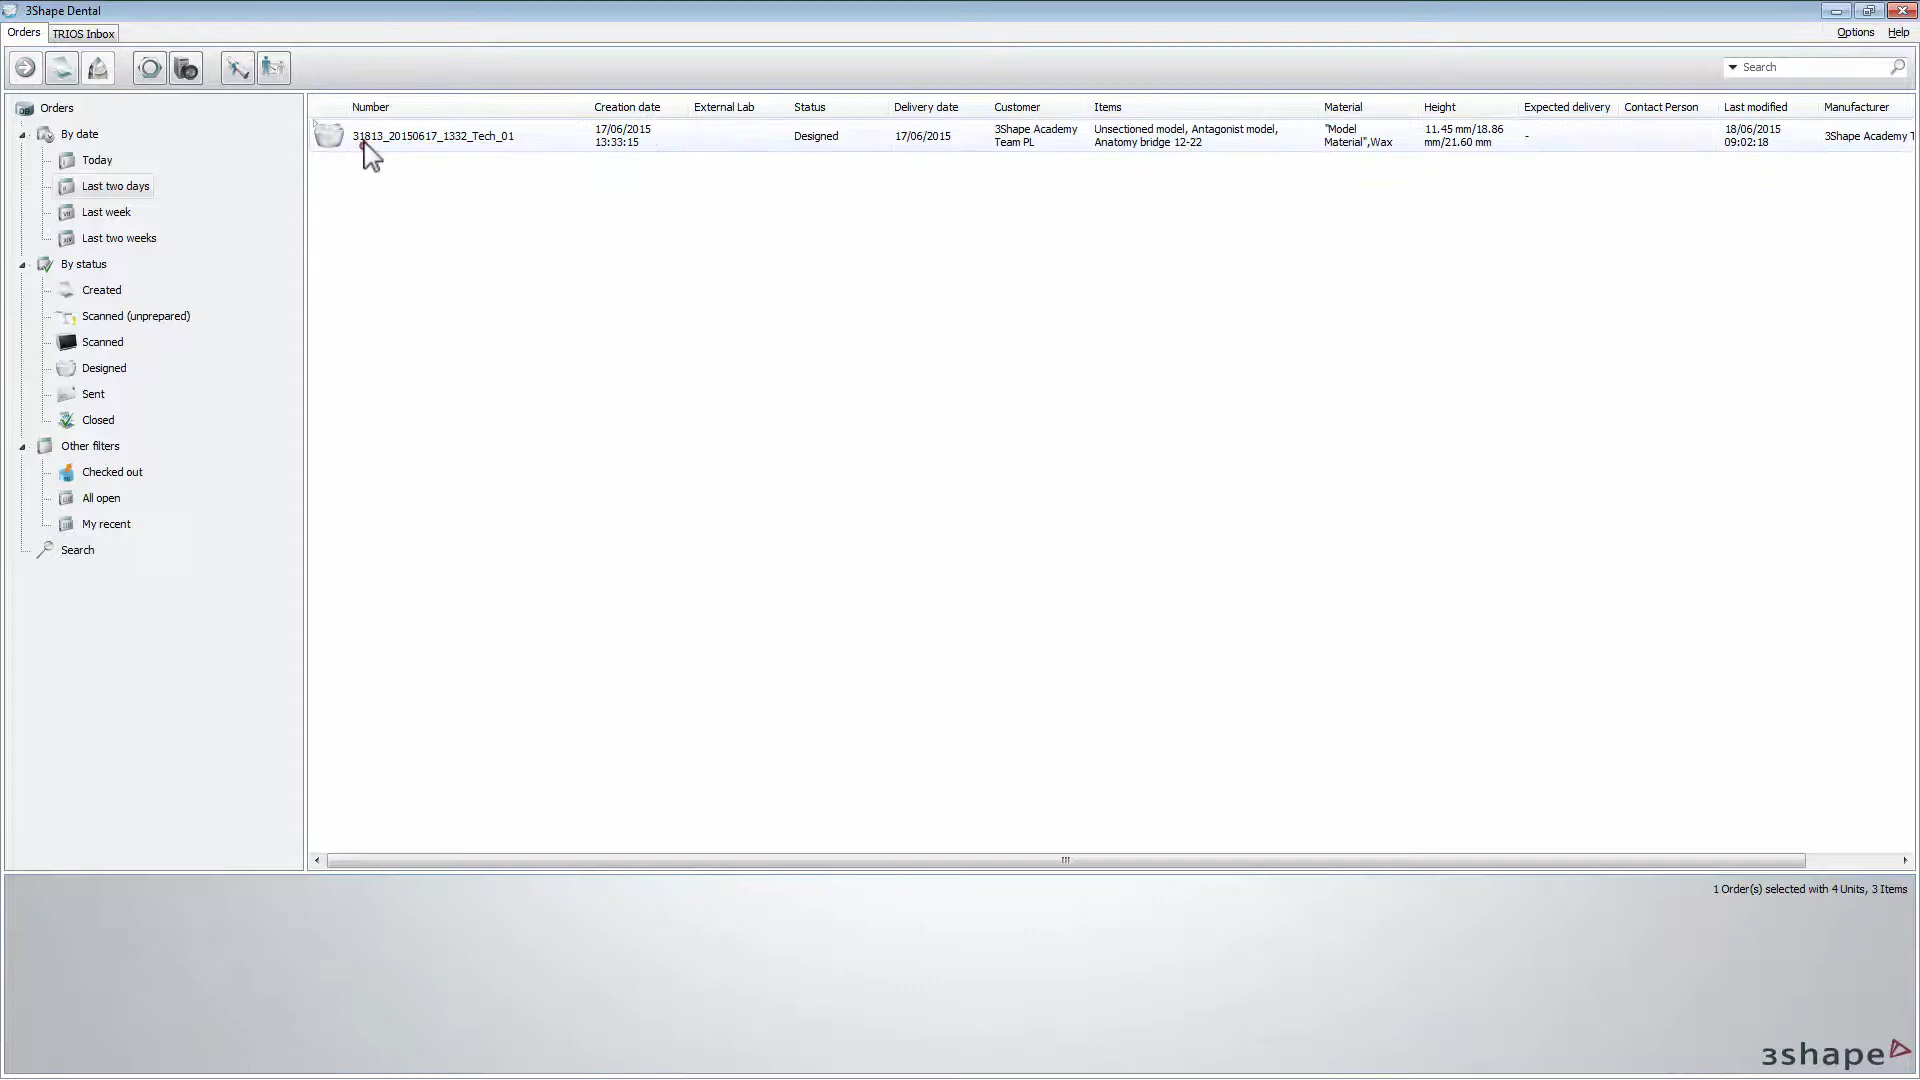 3Shape Dental
Orders
TRIOS Inbox
Options
Help
Search
Orders
By date
Today
Last two days
Last week
Last two weeks
By status
Created
Scanned (unprepared)
Scanned
Designed
Sent
Closed
Other filters
Checked out
All open
My recent
Search
Number
Creation date
External Lab
Status
Delivery date
Customer
Items
Material
Height
Expected delivery
Contact Person
Last modified
Manufacturer
31813_20150617_1332_Tech_01
17/06/2015
13:33:15
Designed
17/06/2015
3Shape Academy
Team PL
Unsectioned model, Antagonist model,
Anatomy bridge 12-22
"Model
Material",Wax
11.45 mm/18.86
mm/21.60 mm
-
18/06/2015
09:02:18
3Shape Academy T
1 Order(s) selected with 4 Units, 3 Items
3shape